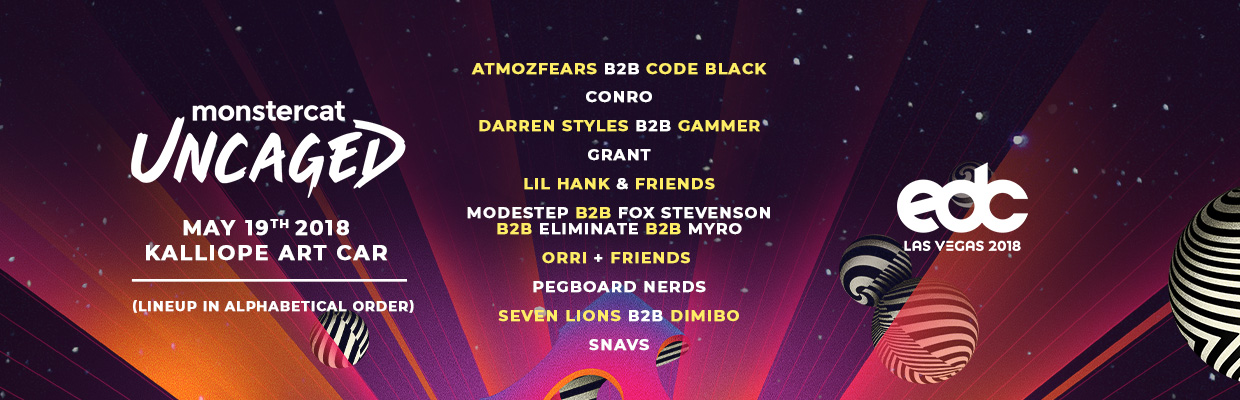 monstercat
UNCAGED
MAY 19TH 2018
KALLIOPE ART CAR
(LINEUP IN ALPHABETICAL ORDER)
ATMOZFEARS B2B CODE BLACK
CONRO
DARREN STYLES B2B GAMMER
GRANT
LIL HANK & FRIENDS
MODESTEP B2B FOX STEVENSON
B2B ELIMINATE B2B MYRO
ORRI + FRIENDS
PEGBOARD NERDS
SEVEN LIONS B2B DIMIBO
SNAVS
edc
LAS VEGAS 2018